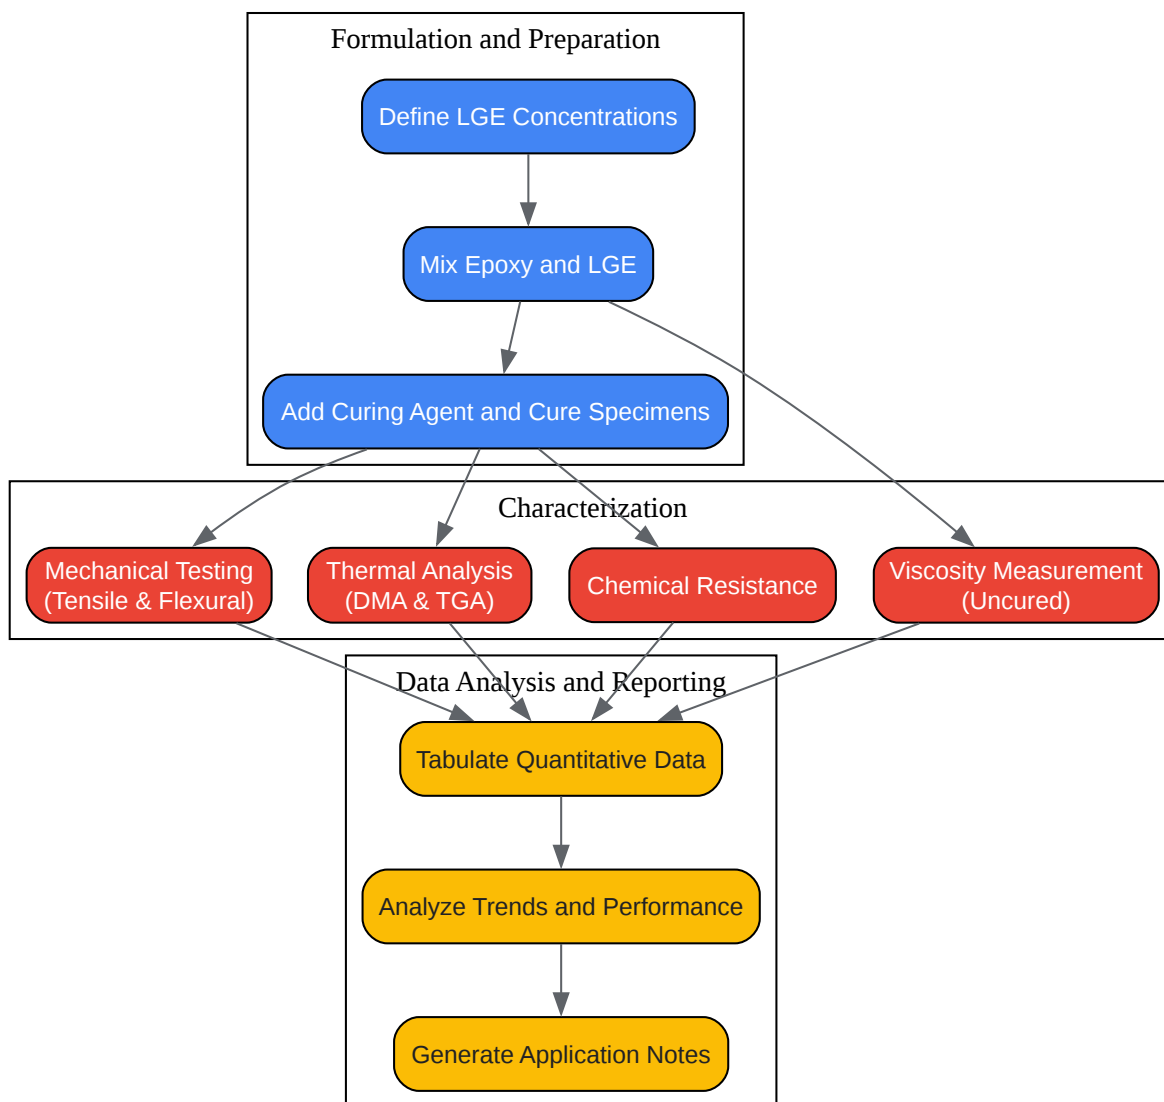 Formulation and Preparation
Define LGE Concentrations
Mix Epoxy and LGE
Add Curing Agent and Cure Specimens
Characterization
Mechanical Testing
(Tensile & Flexural)
Thermal Analysis
(DMA & TGA)
Chemical Resistance
Viscosity Measurement
(Uncured)
Data Analysis and Reporting
Tabulate Quantitative Data
Analyze Trends and Performance
Generate Application Notes